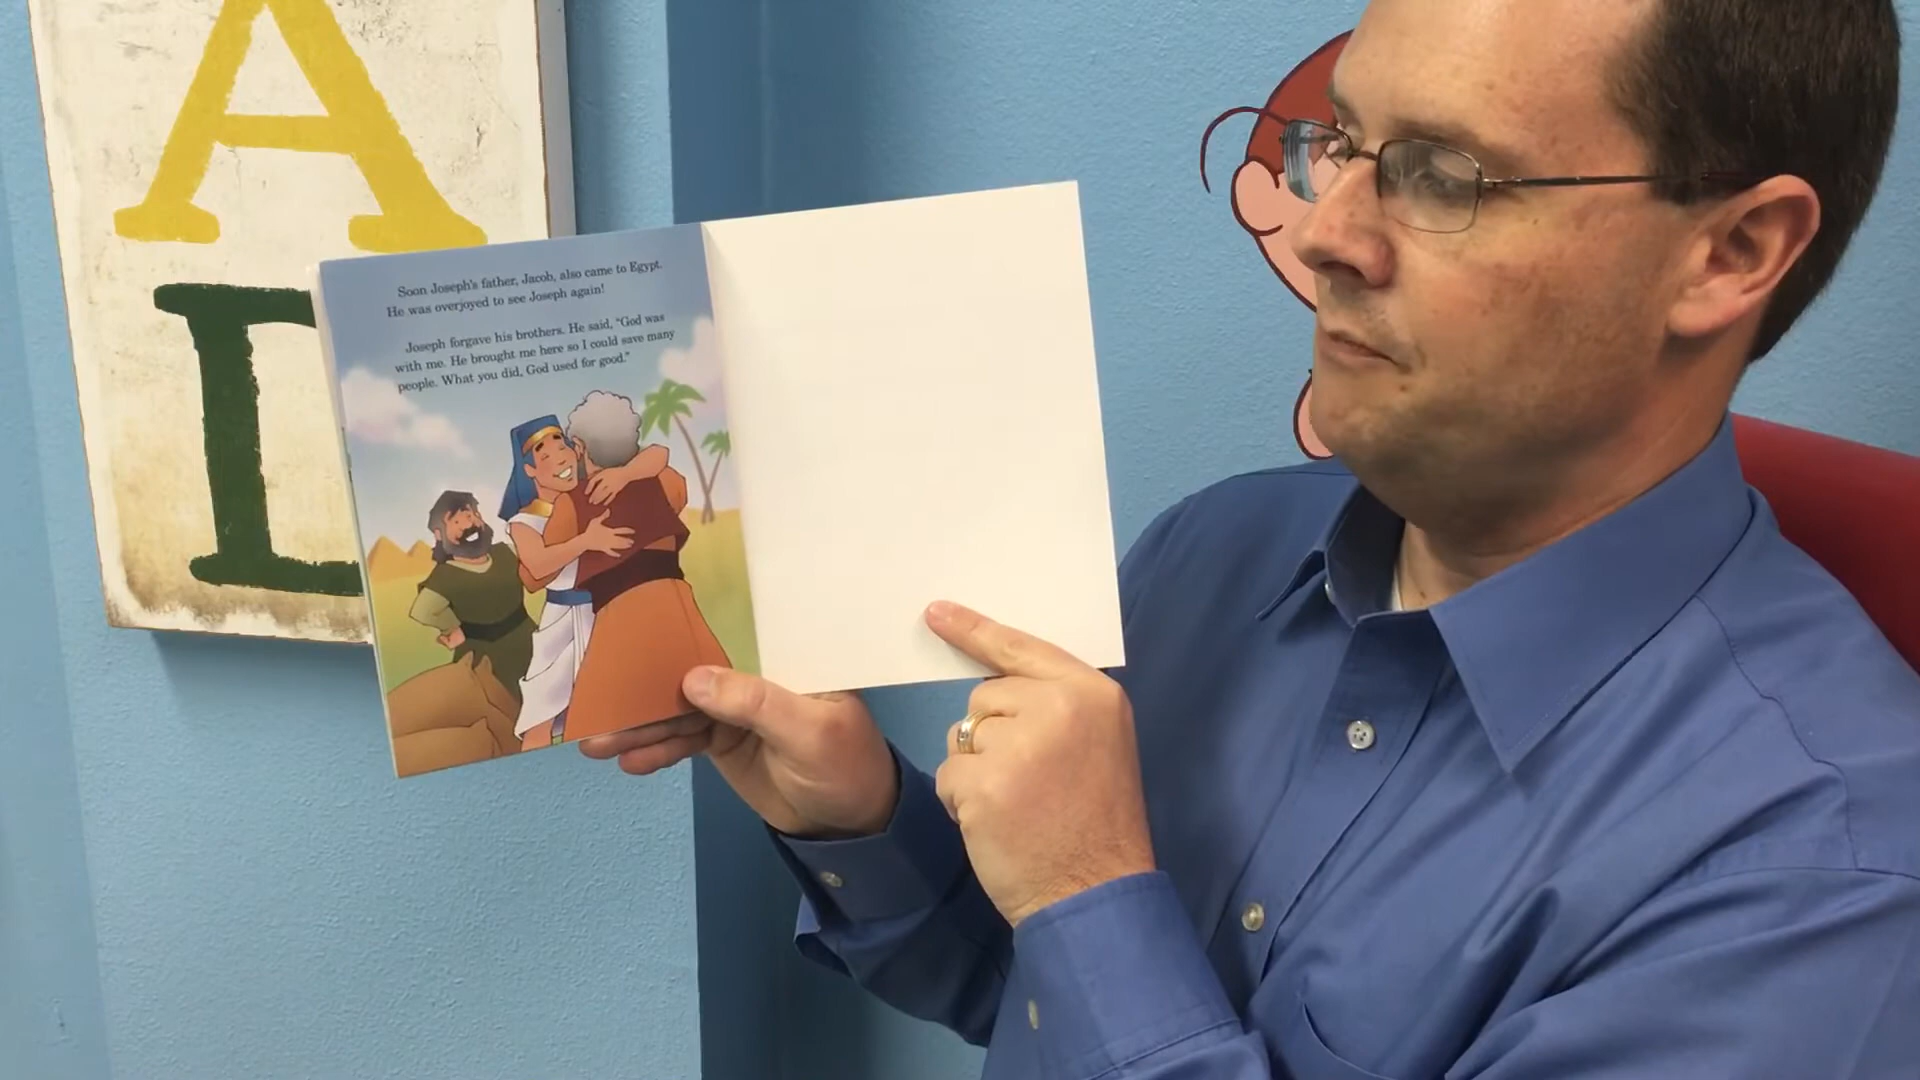 A
Soon Joseph's father, Jacob, also came to Egypt.
He was overjoyed to see Joseph again!
Joseph forgave his brothers. He said, "God was
with me. He brought me here so I could save many
people. What you did, God used for good."